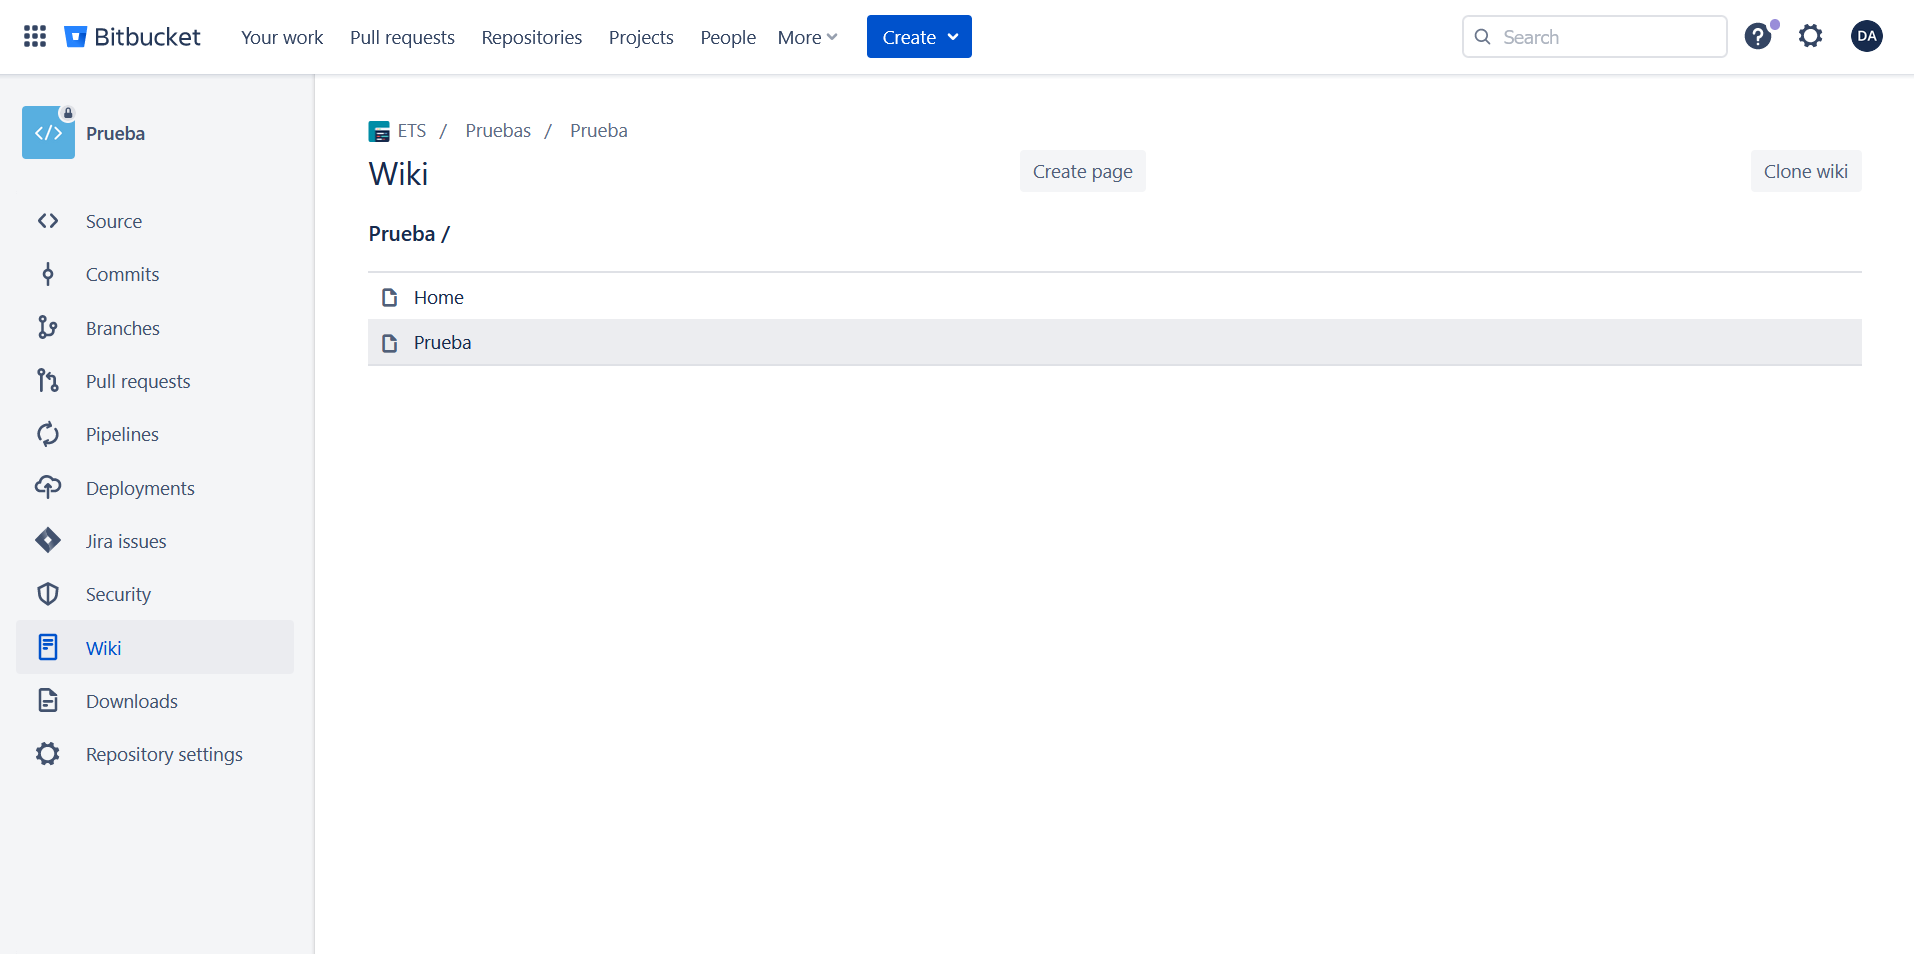 Bitbucket Your work Pull requests Repositories Projects People More Create Search ? DA
</> Prueba
Source
Commits
Branches
Pull requests
Pipelines
Deployments
Jira issues
Security
Wiki
Downloads
Repository settings
ETS / Pruebas / Prueba
Wiki Create page Clone wiki
Prueba /
Home
Prueba